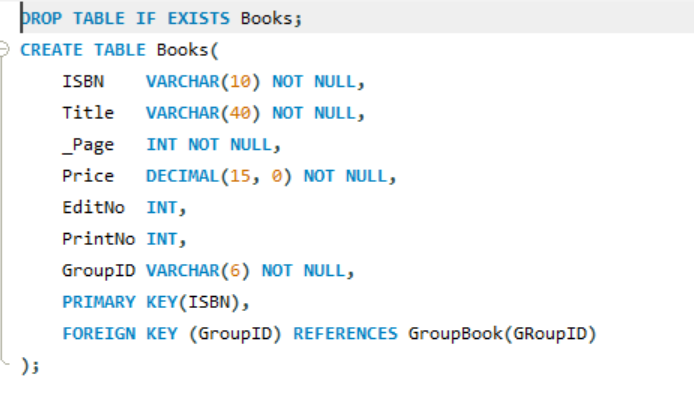 DROP TABLE IF EXISTS Books;
CREATE TABLE Books(
ISBN VARCHAR(10) NOT NULL,
Title VARCHAR(40) NOT NULL,
_Page INT NOT NULL,
Price DECIMAL(15, 0) NOT NULL,
EditNo INT,
PrintNo INT,
GroupID VARCHAR(6) NOT NULL,
PRIMARY KEY(ISBN),
FOREIGN KEY (GroupID) REFERENCES GroupBook(GRoupID)
);